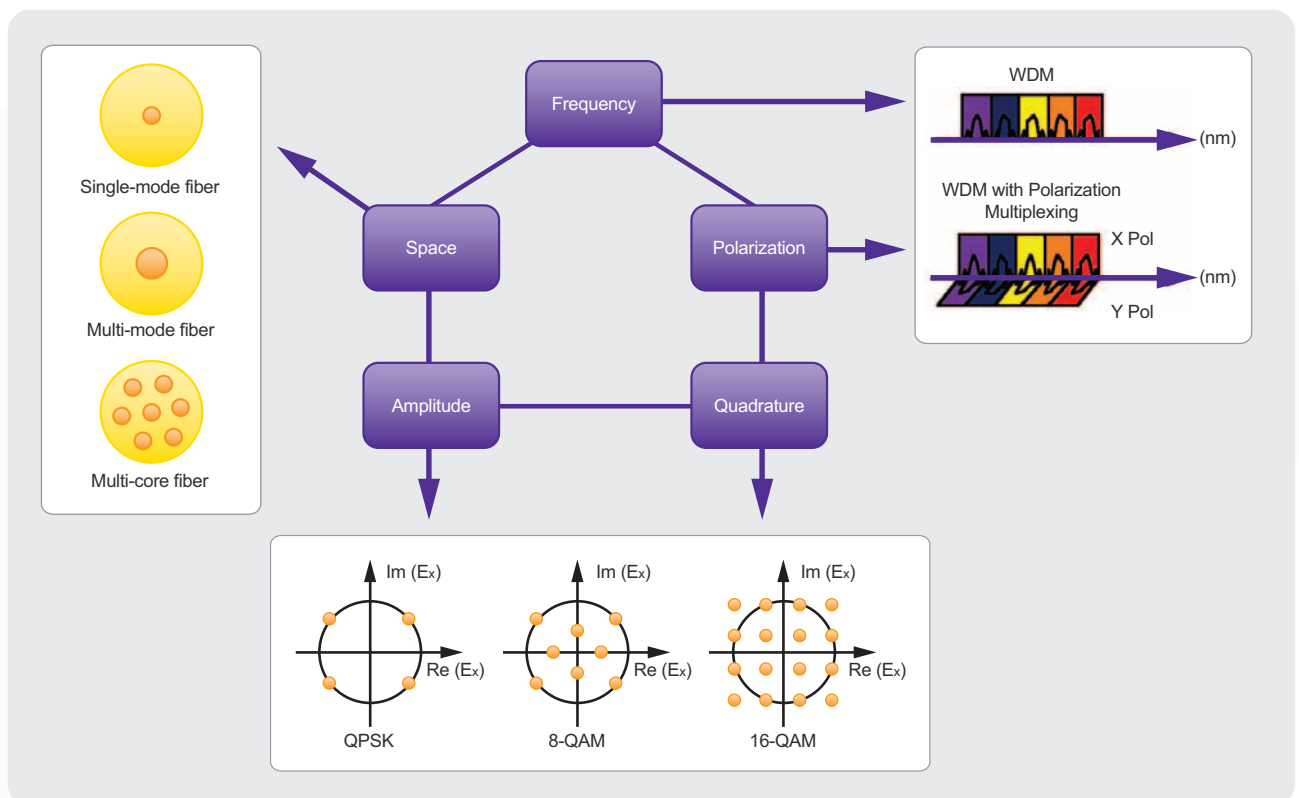 Single-mode fiber
Multi-mode fiber
Multi-core fiber
Frequency
Space
Polarization
Amplitude
Quadrature
WDM
(nm)
WDM with Polarization
Multiplexing
X Pol
(nm)
Y Pol
Im (Ex)
Re (Ex)
QPSK
Im (Ex)
Re (Ex)
8-QAM
Im (Ex)
Re (Ex)
16-QAM